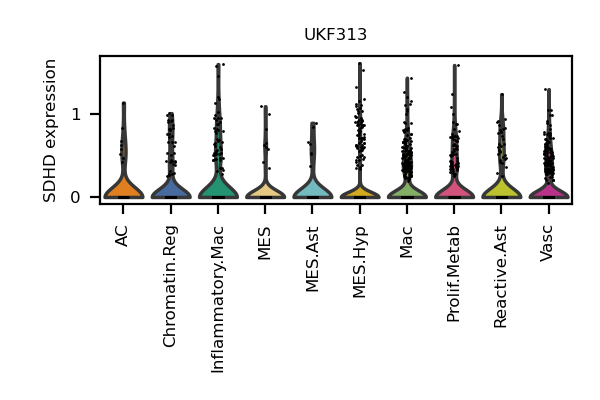 UKF313
SDHD expression
1
0
AC
Chromatin.Reg
Inflammatory.Mac
MES
MES.Ast
MES.Hyp
Mac
Prolif.Metab
Reactive.Ast
Vasc